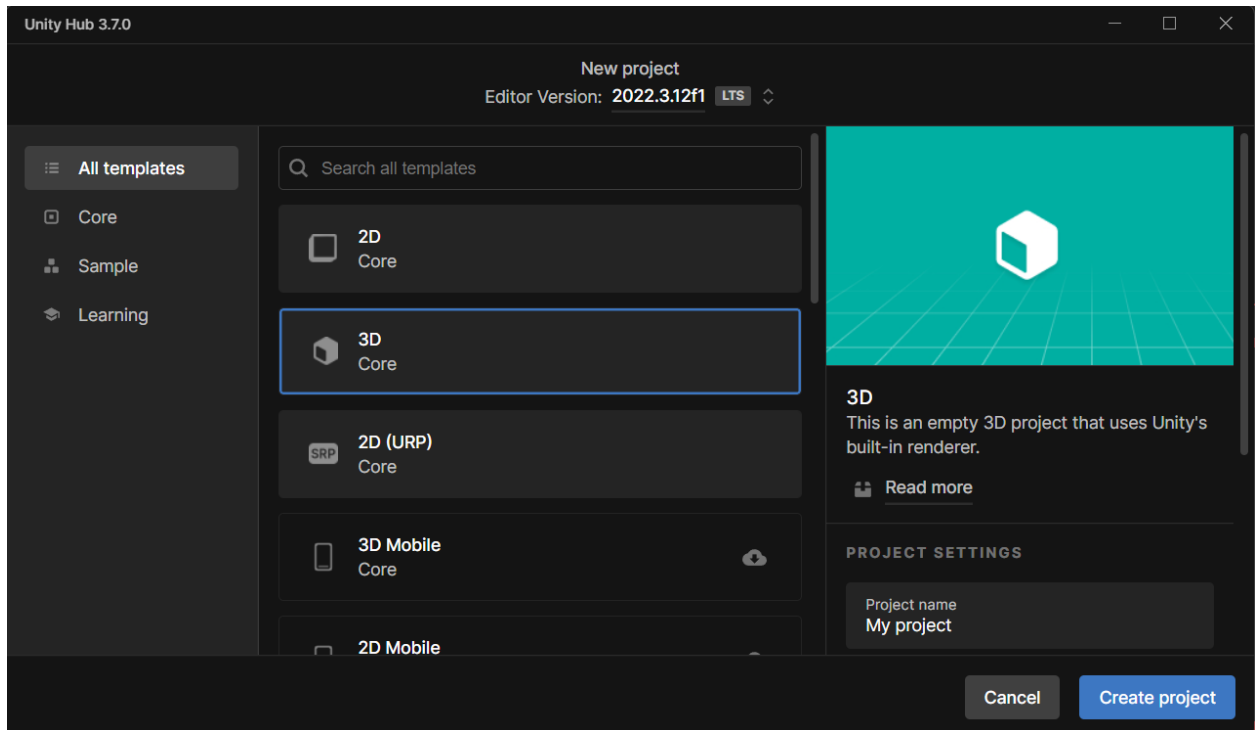 Unity Hub 3.7.0
New project
Editor Version: 2022.3.12f1 LTS
All templates
Core
Sample
Learning
Search all templates
2D
Core
3D
Core
SRP
2D (URP)
Core
3D Mobile
Core
2D Mobile
3D
This is an empty 3D project that uses Unity's
built-in renderer.
Read more
PROJECT SETTINGS
Project name
My project
Cancel
Create project